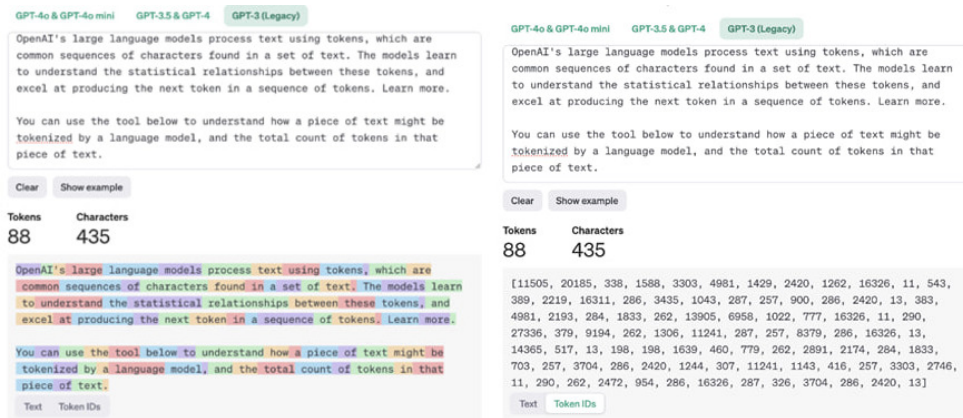 GPT-4o & GPT-4o mini GPT-3.5 & GPT-4 GPT-3 (Legacy)
OpenAI's large language models process text using tokens, which are
common sequences of characters found in a set of text. The models learn
to understand the statistical relationships between these tokens, and
excel at producing the next token in a sequence of tokens. Learn more.
You can use the tool below to understand how a piece of text might be
tokenized by a language model, and the total count of tokens in that
piece of text.
Clear Show example
Tokens Characters
88 435
OpenAI's large language models process text using tokens, which are
common sequences of characters found in a set of text. The models learn
to understand the statistical relationships between these tokens, and
excel at producing the next token in a sequence of tokens. Learn more.
You can use the tool below to understand how a piece of text might be
tokenized by a language model, and the total count of tokens in that
piece of text.
Text Token IDs
GPT-4o & GPT-4o mini GPT-3.5 & GPT-4 GPT-3 (Legacy)
OpenAI's large language models process text using tokens, which are
common sequences of characters found in a set of text. The models learn
to understand the statistical relationships between these tokens, and
excel at producing the next token in a sequence of tokens. Learn more.
You can use the tool below to understand how a piece of text might be
tokenized by a language model, and the total count of tokens in that
piece of text.
Clear Show example
Tokens Characters
88 435
[11505, 20185, 338, 1588, 3303, 4981, 1429, 2420, 1262, 16326, 11, 543,
389, 2219, 16311, 286, 3435, 1043, 287, 257, 900, 286, 2420, 13, 383,
4981, 2193, 284, 1833, 262, 13905, 6958, 1022, 777, 16326, 11, 290,
27336, 379, 9194, 262, 1306, 11241, 287, 257, 8379, 286, 16326, 13,
14365, 517, 13, 198, 198, 1639, 460, 779, 262, 2891, 2174, 284, 1833,
703, 257, 3704, 286, 2420, 1244, 307, 11241, 1143, 416, 257, 3303, 2746,
11, 290, 262, 2472, 954, 286, 16326, 287, 326, 3704, 286, 2420, 13]
Text Token IDs